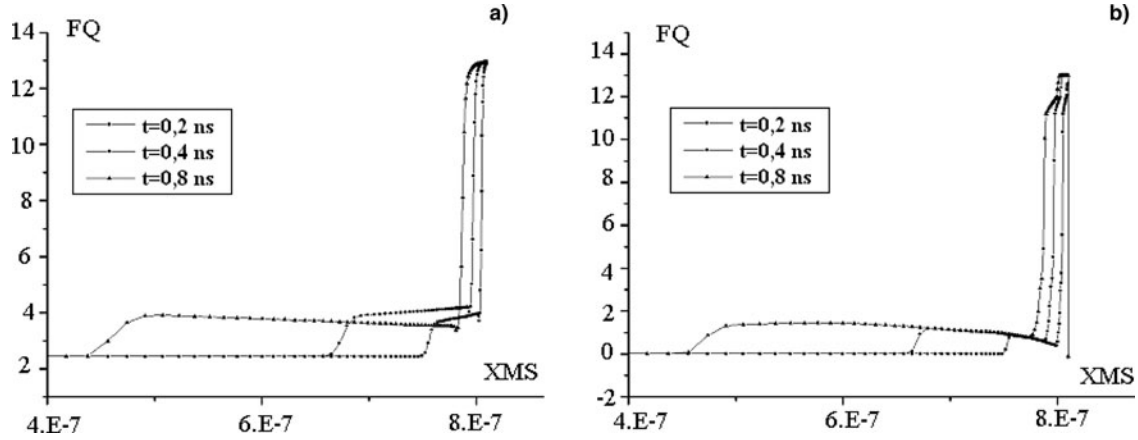 a)
FQ
14
12
10
8
6
4
2
t=0,2 ns
t=0,4 ns
t=0,8 ns
XMS
4.E-7
6.E-7
8.E-7
b)
FQ
14
12
10
8
6
4
2
0
-2
t=0,2 ns
t=0,4 ns
t=0,8 ns
XMS
4.E-7
6.E-7
8.E-7